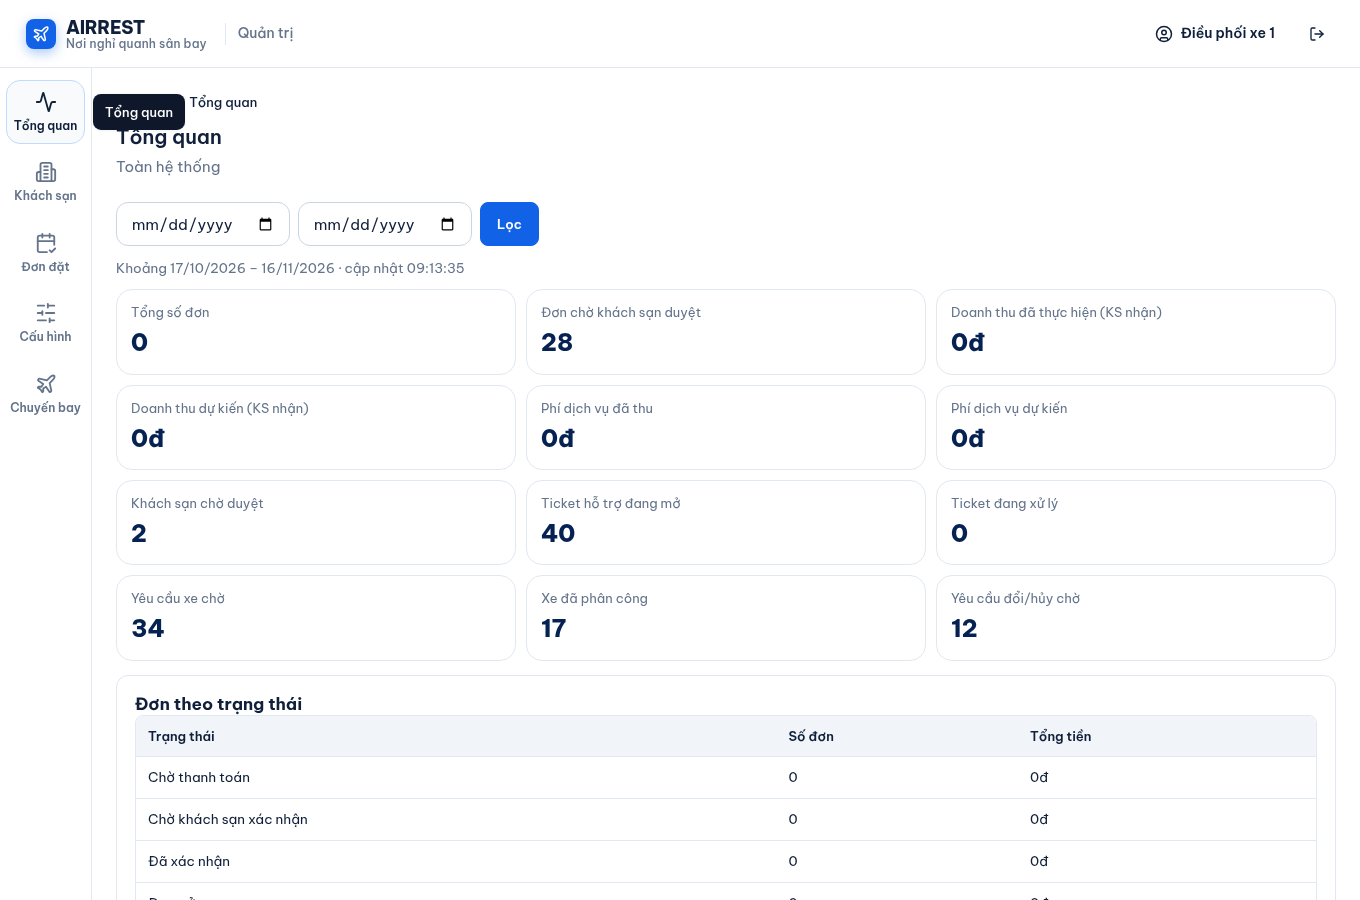 AIRREST
Nơi nghỉ quanh sân bay
Quản trị
Điều phối xe 1
Tổng quan
Khách sạn
Đơn đặt
Cấu hình
Chuyến bay
Tổng quan
Tổng quan
Tổng quan
Toàn hệ thống
mm/dd/yyyy
mm/dd/yyyy
Lọc
Khoảng 17/10/2026 – 16/11/2026 · cập nhật 09:13:35
Tổng số đơn
0
Đơn chờ khách sạn duyệt
28
Doanh thu đã thực hiện (KS nhận)
0đ
Doanh thu dự kiến (KS nhận)
0đ
Phí dịch vụ đã thu
0đ
Phí dịch vụ dự kiến
0đ
Khách sạn chờ duyệt
2
Ticket hỗ trợ đang mở
40
Ticket đang xử lý
0
Yêu cầu xe chờ
34
Xe đã phân công
17
Yêu cầu đổi/hủy chờ
12
Đơn theo trạng thái
Trạng thái Số đơn Tổng tiền
Chờ thanh toán 0 0đ
Chờ khách sạn xác nhận 0 0đ
Đã xác nhận 0 0đ